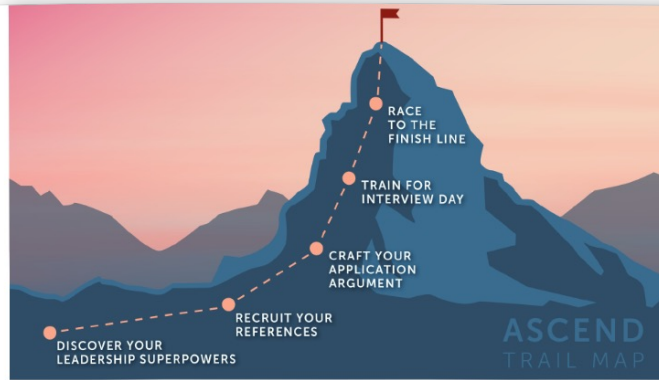 RACE
TO THE
FINISH LINE
TRAIN FOR
INTERVIEW DAY
CRAFT YOUR
APPLICATION
ARGUMENT
RECRUIT YOUR
REFERENCES
DISCOVER YOUR
LEADERSHIP SUPERPOWERS
ASCEND
TRAIL MAP